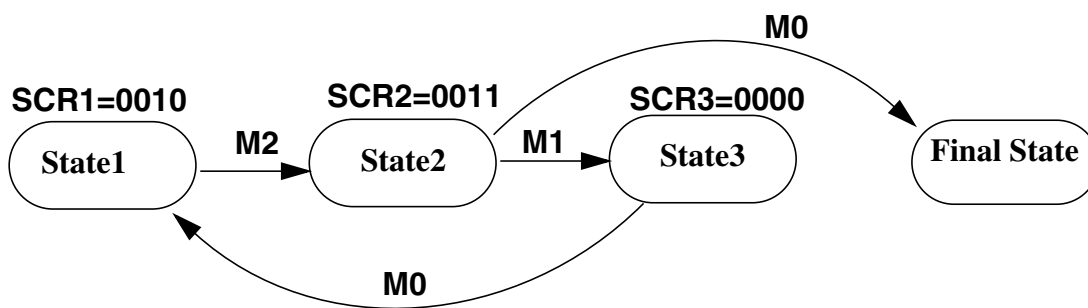 M0
SCR1=0010
SCR2=0011
SCR3=0000
State1
M2
State2
M1
State3
Final State
M0